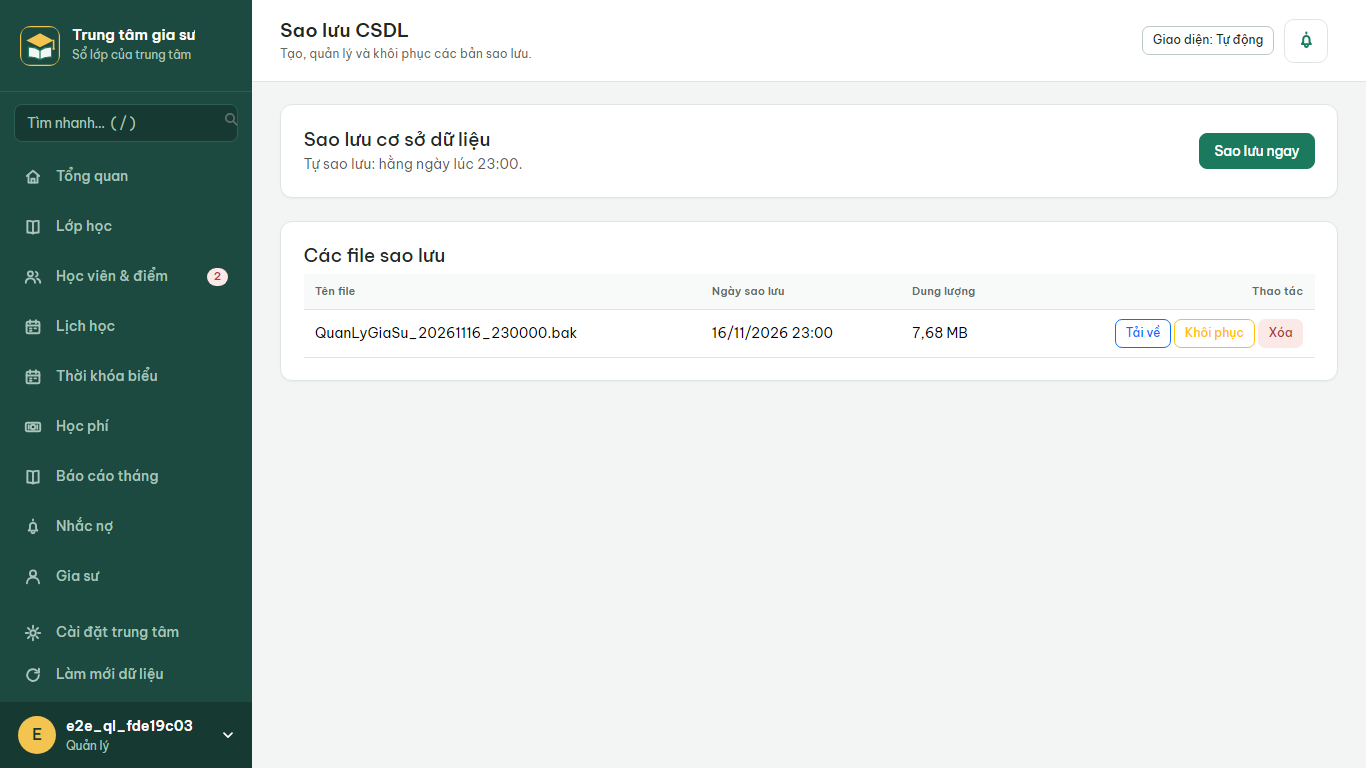 Trung tâm gia sư
Sổ lớp của trung tâm
Tìm nhanh... ( / )
Tổng quan
Lớp học
Học viên & điểm
2
Lịch học
Thời khóa biểu
Học phí
Báo cáo tháng
Nhắc nợ
Gia sư
Cài đặt trung tâm
Làm mới dữ liệu
E
e2e_ql_fde19c03
Quản lý
Sao lưu CSDL
Tạo, quản lý và khôi phục các bản sao lưu.
Giao diện: Tự động
Sao lưu cơ sở dữ liệu
Tự sao lưu: hằng ngày lúc 23:00.
Sao lưu ngay
Các file sao lưu
Tên file Ngày sao lưu Dung lượng Thao tác
QuanLyGiaSu_20261116_230000.bak 16/11/2026 23:00 7,68 MB Tải về Khôi phục Xóa